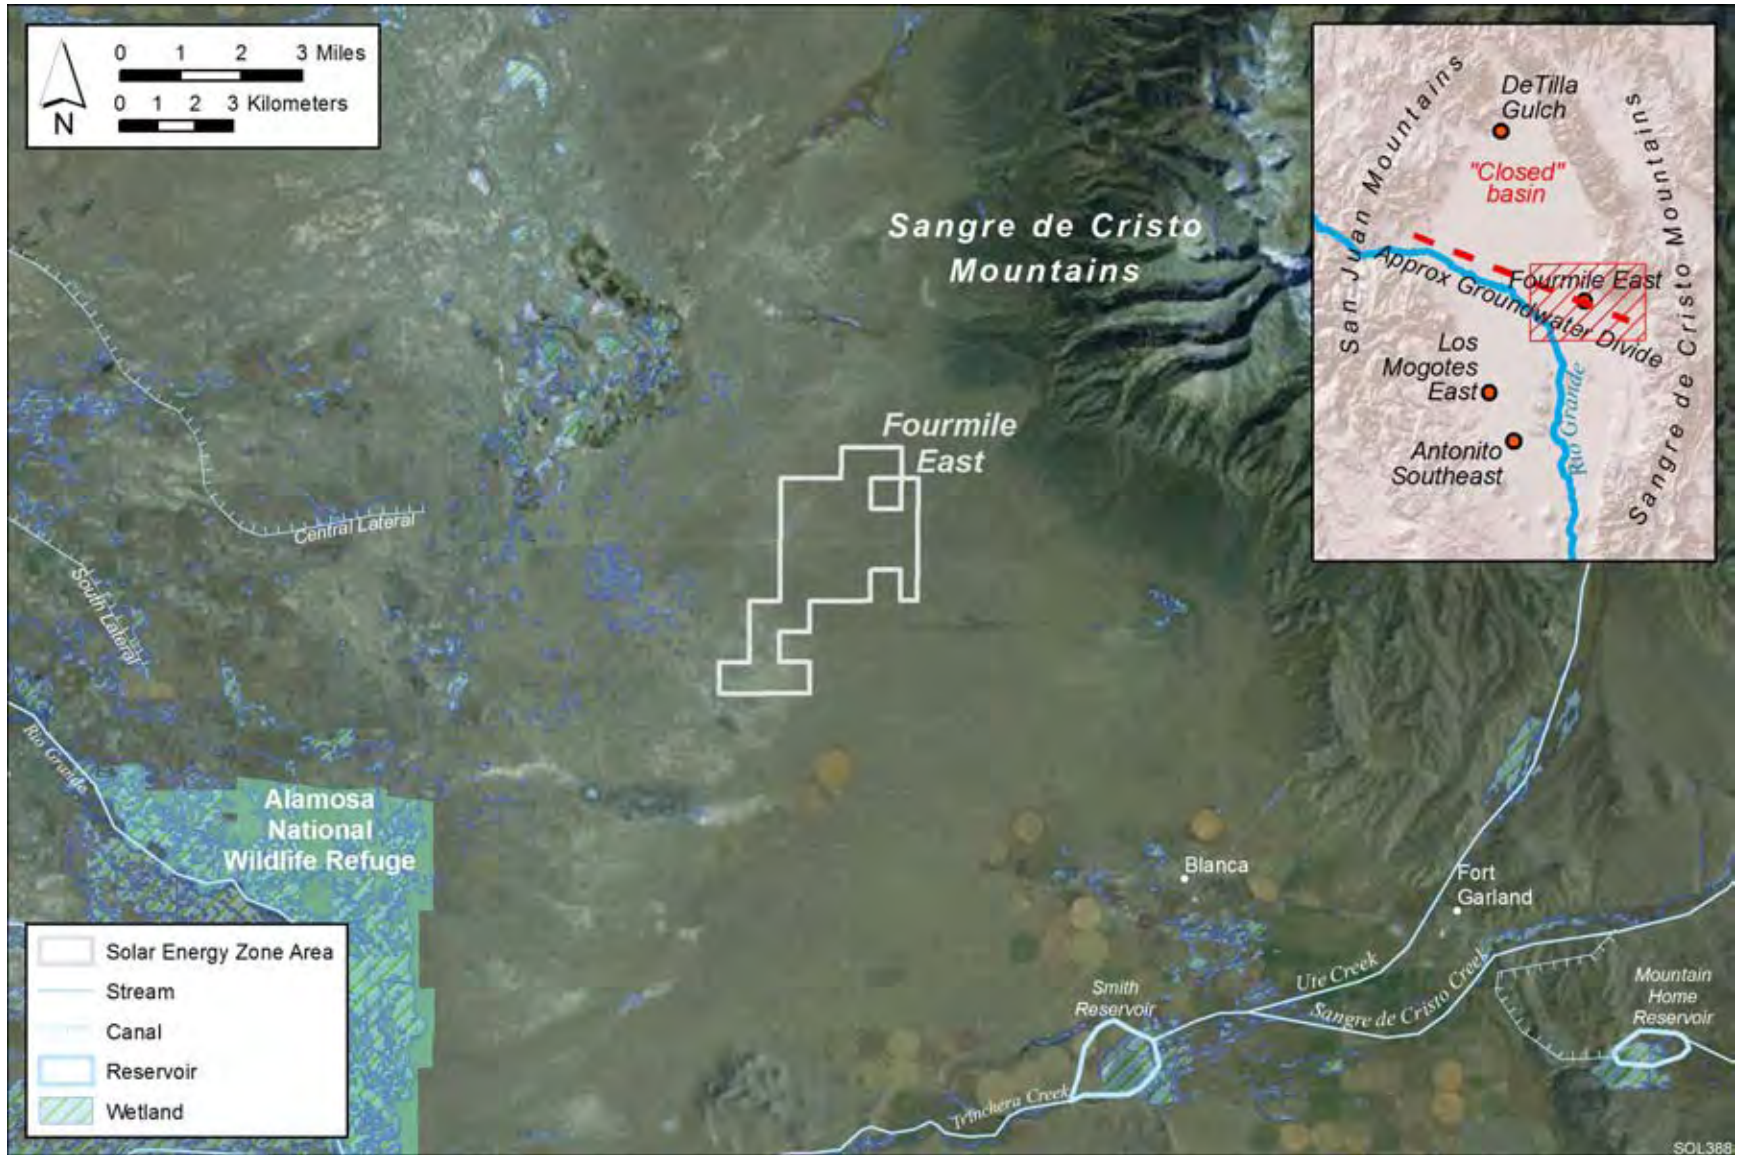 0 1 2 3 Miles
0 1 2 3 Kilometers
N
Sangre de Cristo
Mountains
Fourmile
East
Central Lateral
South Lateral
Rio Grande
Alamosa
National
Wildlife Refuge
Blanca
Fort
Garland
Ute Creek
Sangre de Cristo Creek
Smith
Reservoir
Trinchera Creek
Mountain
Home
Reservoir
Solar Energy Zone Area
Stream
Canal
Reservoir
Wetland
San Juan Mountains
DeTilla
Gulch
"Closed"
basin
Sangre de Cristo Mountains
Fourmile East
Approx Groundwater Divide
Los
Mogotes
East
Rio Grande
Antonito
Southeast
SOL388